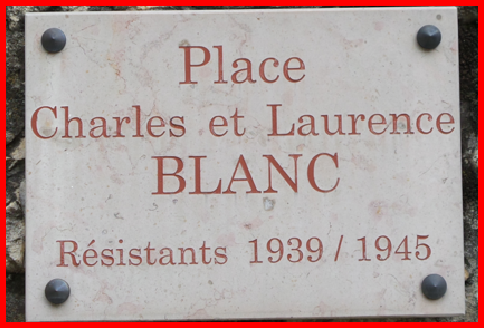 Place
Charles et Laurence
BLANC
Résistants 1939 / 1945